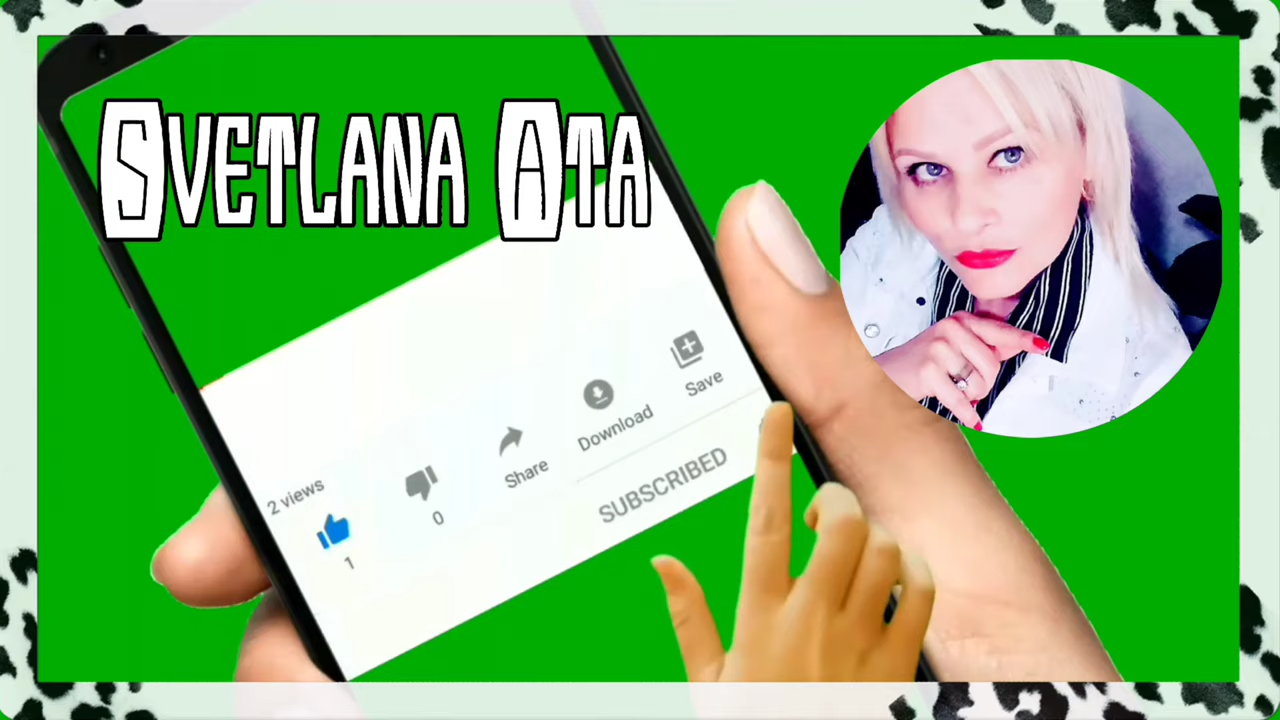 Svetlana Ata
2 views
1
0
Share
Download
Save
SUBSCRIBED